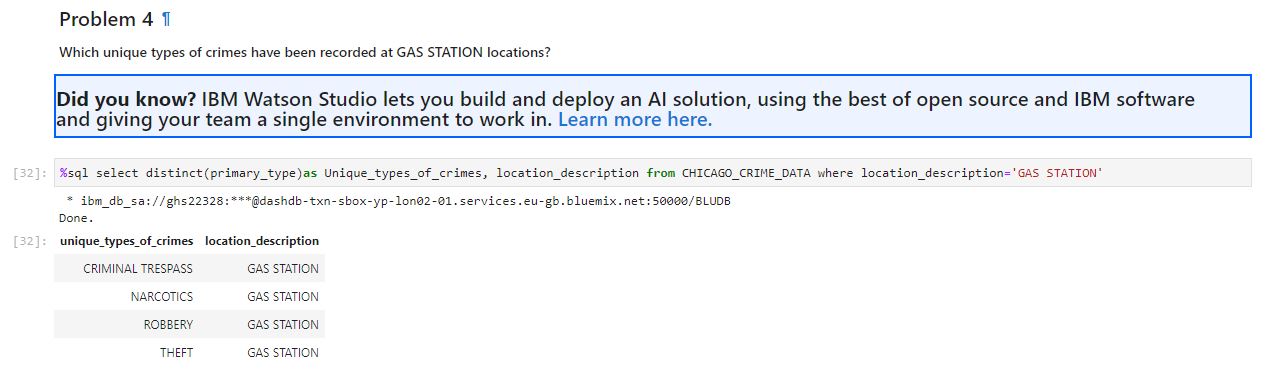 Problem 4 ¶
Which unique types of crimes have been recorded at GAS STATION locations?
Did you know? IBM Watson Studio lets you build and deploy an AI solution, using the best of open source and IBM software
and giving your team a single environment to work in. Learn more here.
[32]: %sql select distinct(primary_type)as Unique_types_of_crimes, location_description from CHICAGO_CRIME_DATA where location_description='GAS STATION'
* ibm_db_sa://ghs22328:***@dashdb-txn-sbox-yp-lon02-01.services.eu-gb.bluemix.net:50000/BLUDB
Done.
[32]: unique_types_of_crimes location_description
CRIMINAL TRESPASS GAS STATION
NARCOTICS GAS STATION
ROBBERY GAS STATION
THEFT GAS STATION